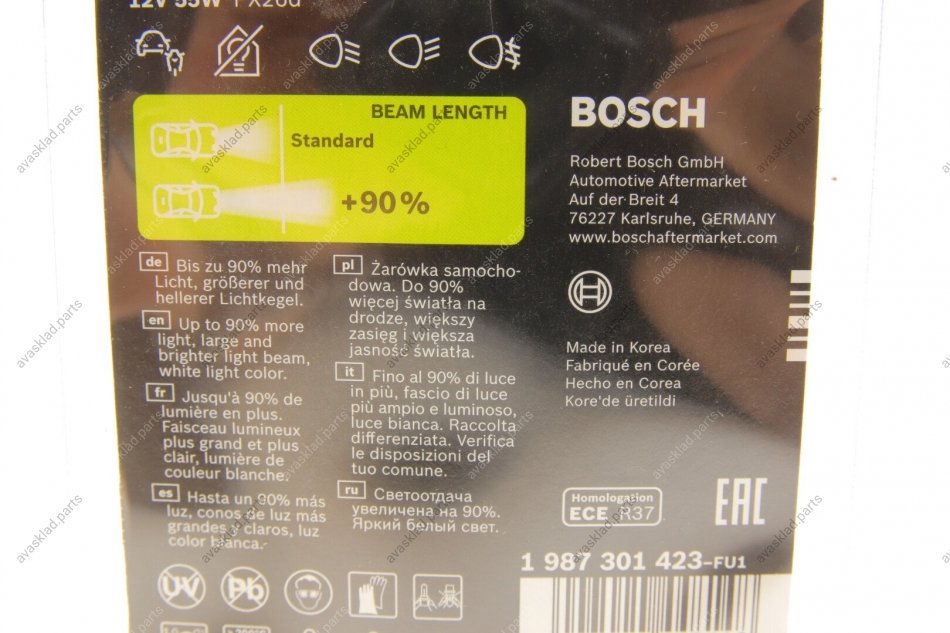 12V 55W PX26d
BEAM LENGTH
Standard
+90%
de Bis zu 90% mehr
Licht, größerer und
hellerer Lichtkegel.
en Up to 90% more
light, large and
brighter light beam,
white light color.
fr Jusqu'à 90% de
lumière en plus.
Faisceau lumineux
plus grand et plus
clair, lumière de
couleur blanche.
es Hasta un 90% más
luz, conos de luz más
grandes y claros, luz
color blanca.
pl Żarówka samocho-
dowa. Do 90%
więcej światła na
drodze, większy
zasięg i większa
jasność światła.
it Fino al 90% di luce
in più, fascio di luce
più ampio e luminoso,
luce bianca. Raccolta
differenziata. Verifica
le disposizioni del
tuo comune.
ru Светоотдача
увеличена на 90%.
Яркий белый свет.
UV Pb
BOSCH
Robert Bosch GmbH
Automotive Aftermarket
Auf der Breit 4
76227 Karlsruhe, GERMANY
www.boschaftermarket.com
Made in Korea
Fabriqué en Corée
Hecho en Corea
Kore'de üretildi
Homologation
ECE R37
EAC
1 987 301 423-FU1
avasklad.parts